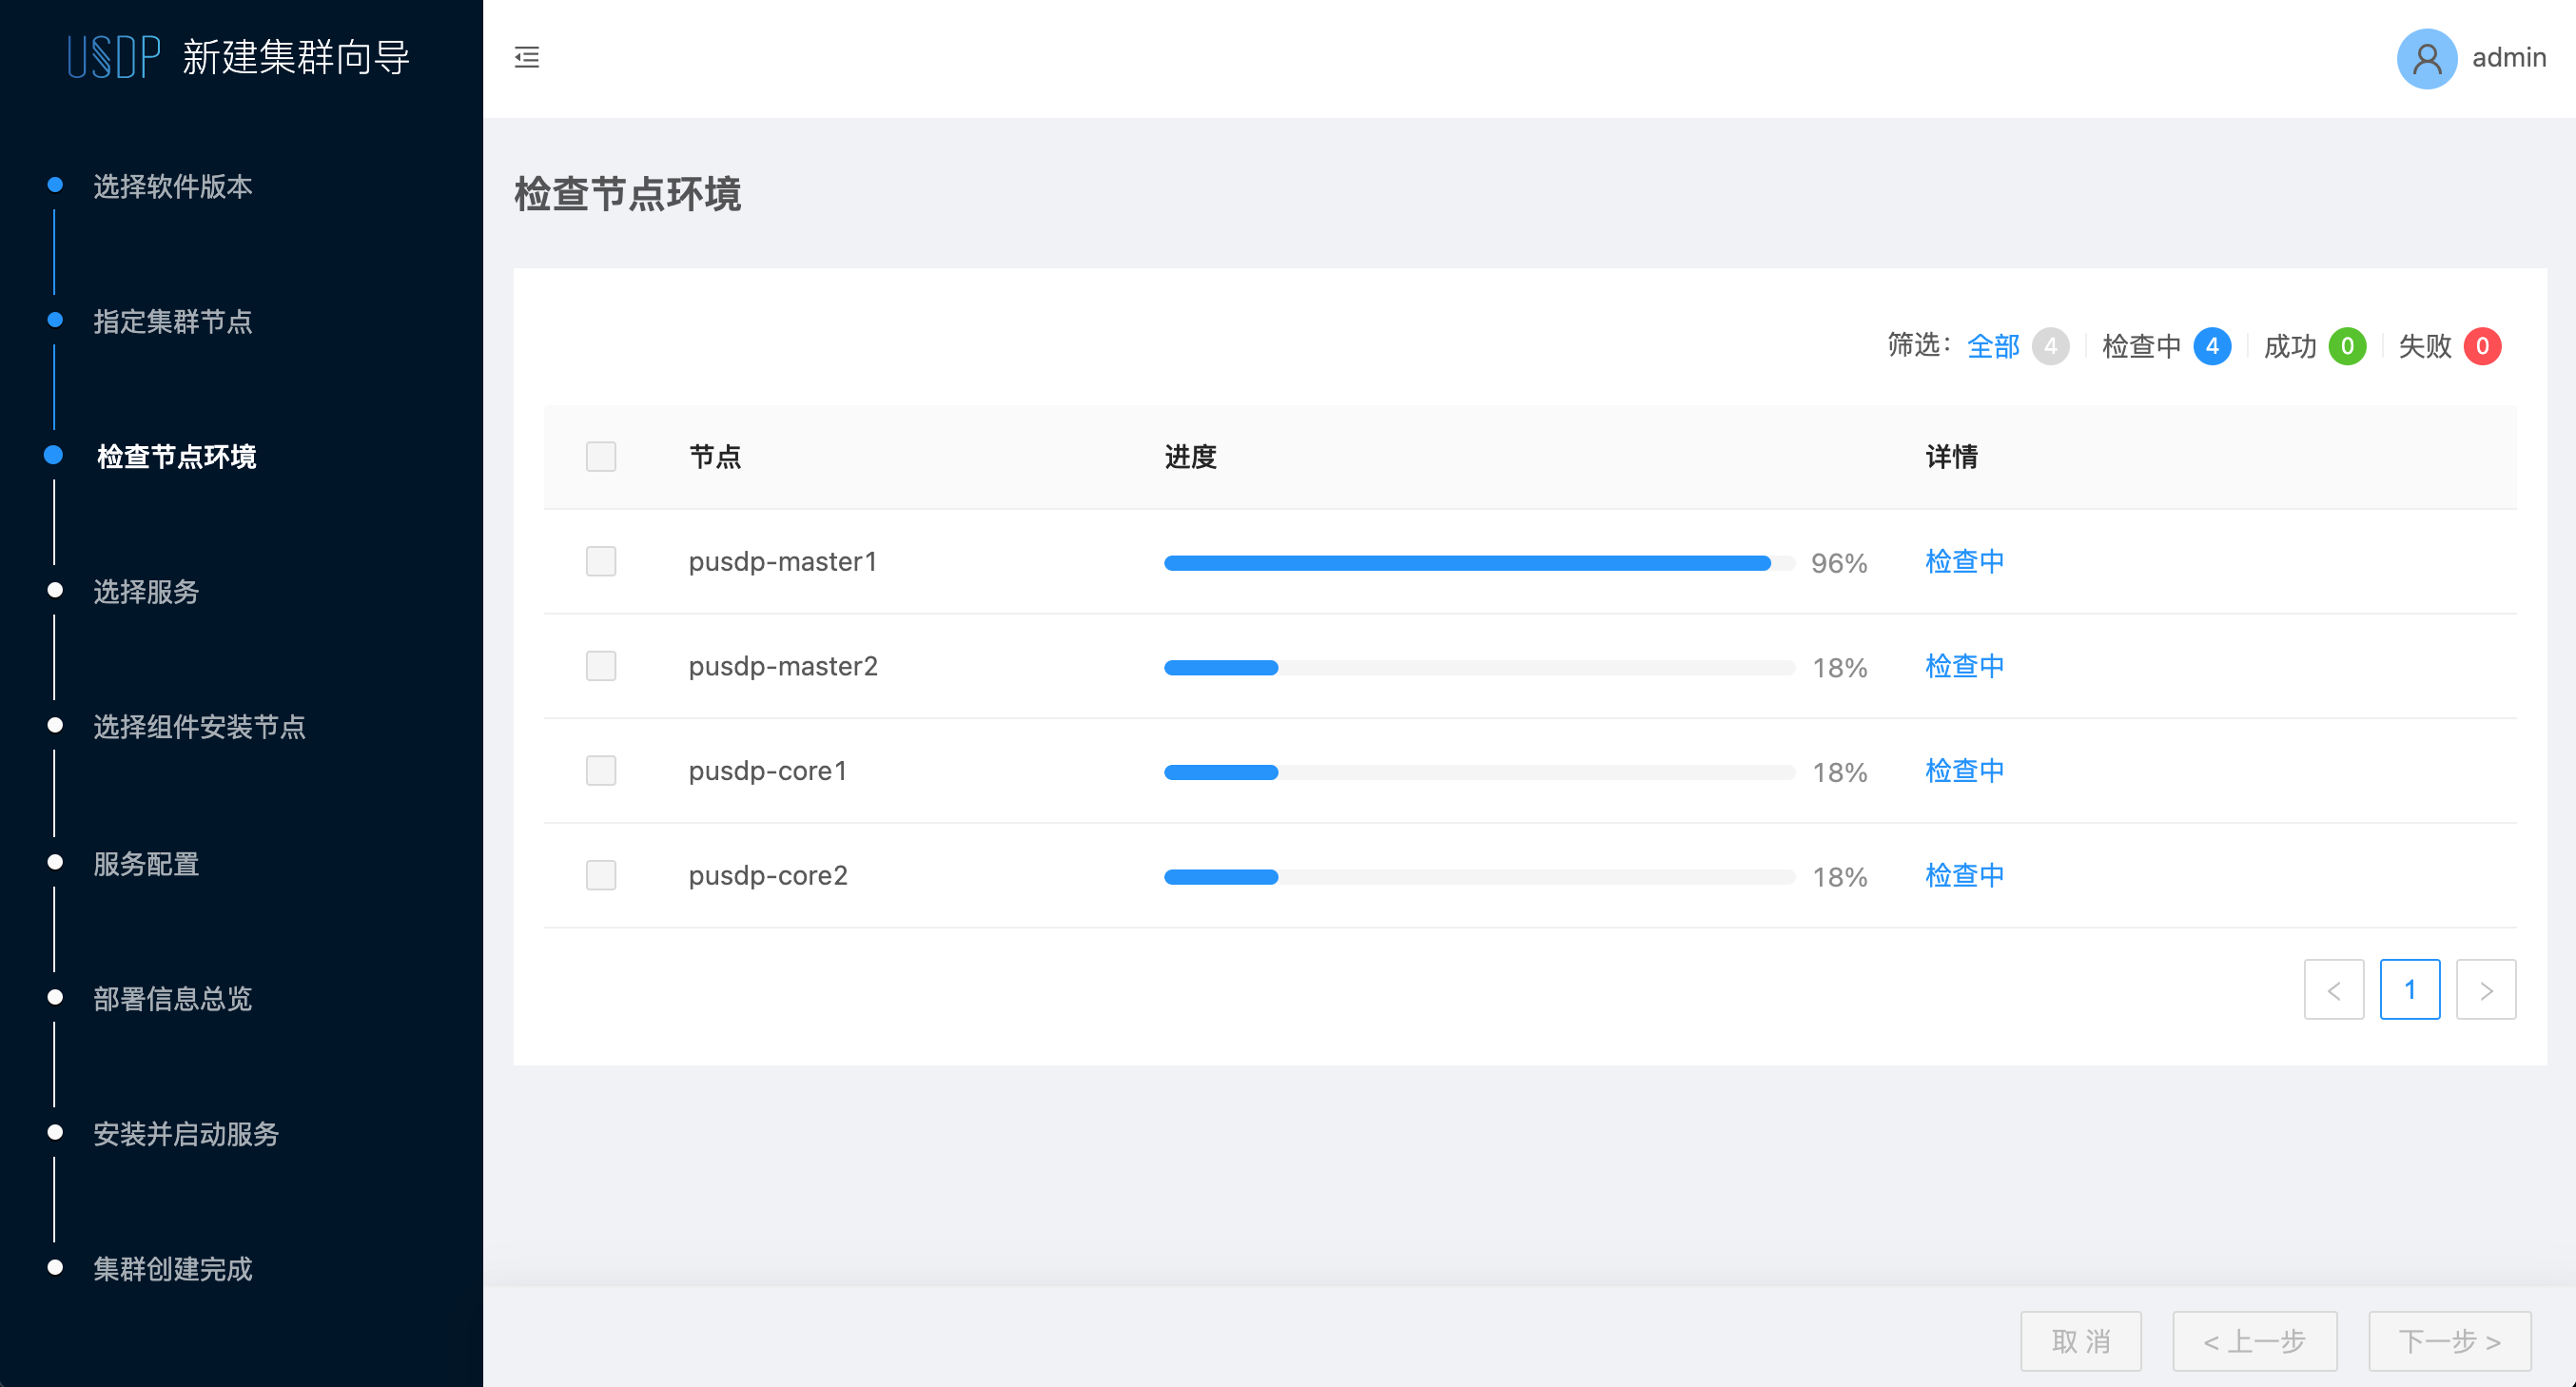 USDP 新建集群向导
admin
选择软件版本
指定集群节点
检查节点环境
选择服务
选择组件安装节点
服务配置
部署信息总览
安装并启动服务
集群创建完成
检查节点环境
筛选: 全部 4 检查中 4 成功 0 失败 0
节点 进度 详情
pusdp-master1 96% 检查中
pusdp-master2 18% 检查中
pusdp-core1 18% 检查中
pusdp-core2 18% 检查中
< 1 >
取 消 < 上一步 下一步 >